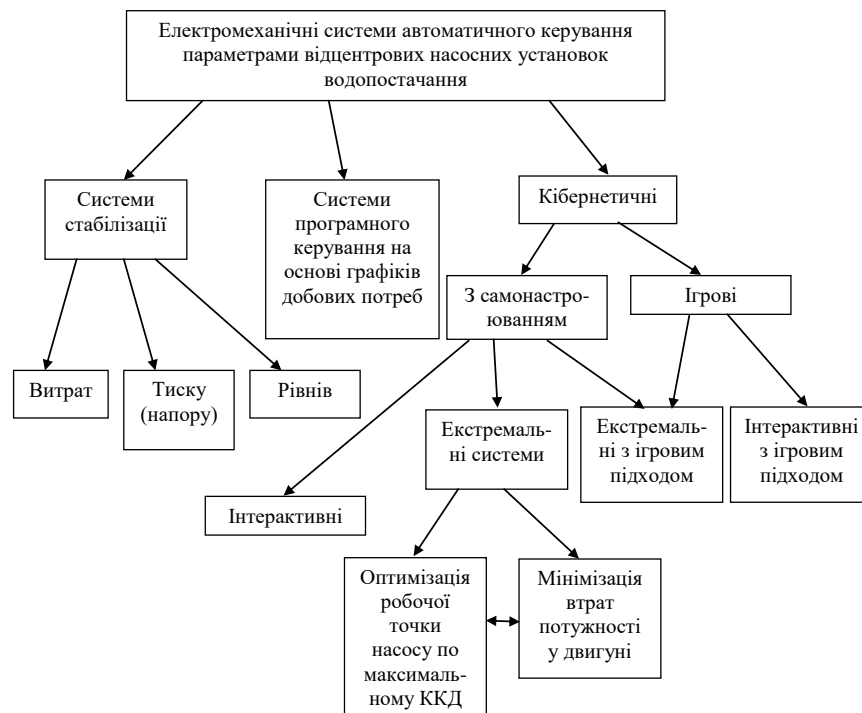 Електромеханічні системи автоматичного керування
параметрами відцентрових насосних установок
водопостачання
Системи
стабілізації
Системи
програмного
керування на
основі графіків
добових потреб
Кібернетичні
З самонастро-
юванням
Ігрові
Витрат
Тиску
(напору)
Рівнів
Екстремаль-
ні системи
Екстремаль-
ні з ігровим
підходом
Інтерактивні
з ігровим
підходом
Інтерактивні
Оптимізація
робочої
точки
насосу по
максималь-
ному ККД
Мінімізація
втрат
потужності
у двигуні